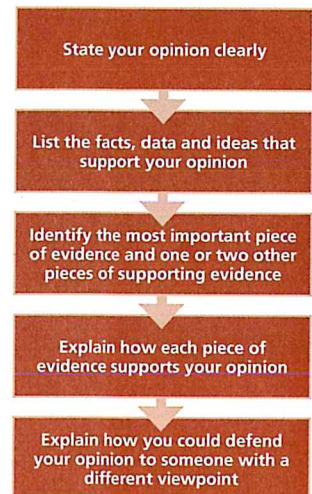 State your opinion clearly
List the facts, data and ideas that
support your opinion
Identify the most important piece
of evidence and one or two other
pieces of supporting evidence
Explain how each piece of
evidence supports your opinion
Explain how you could defend
your opinion to someone with a
different viewpoint